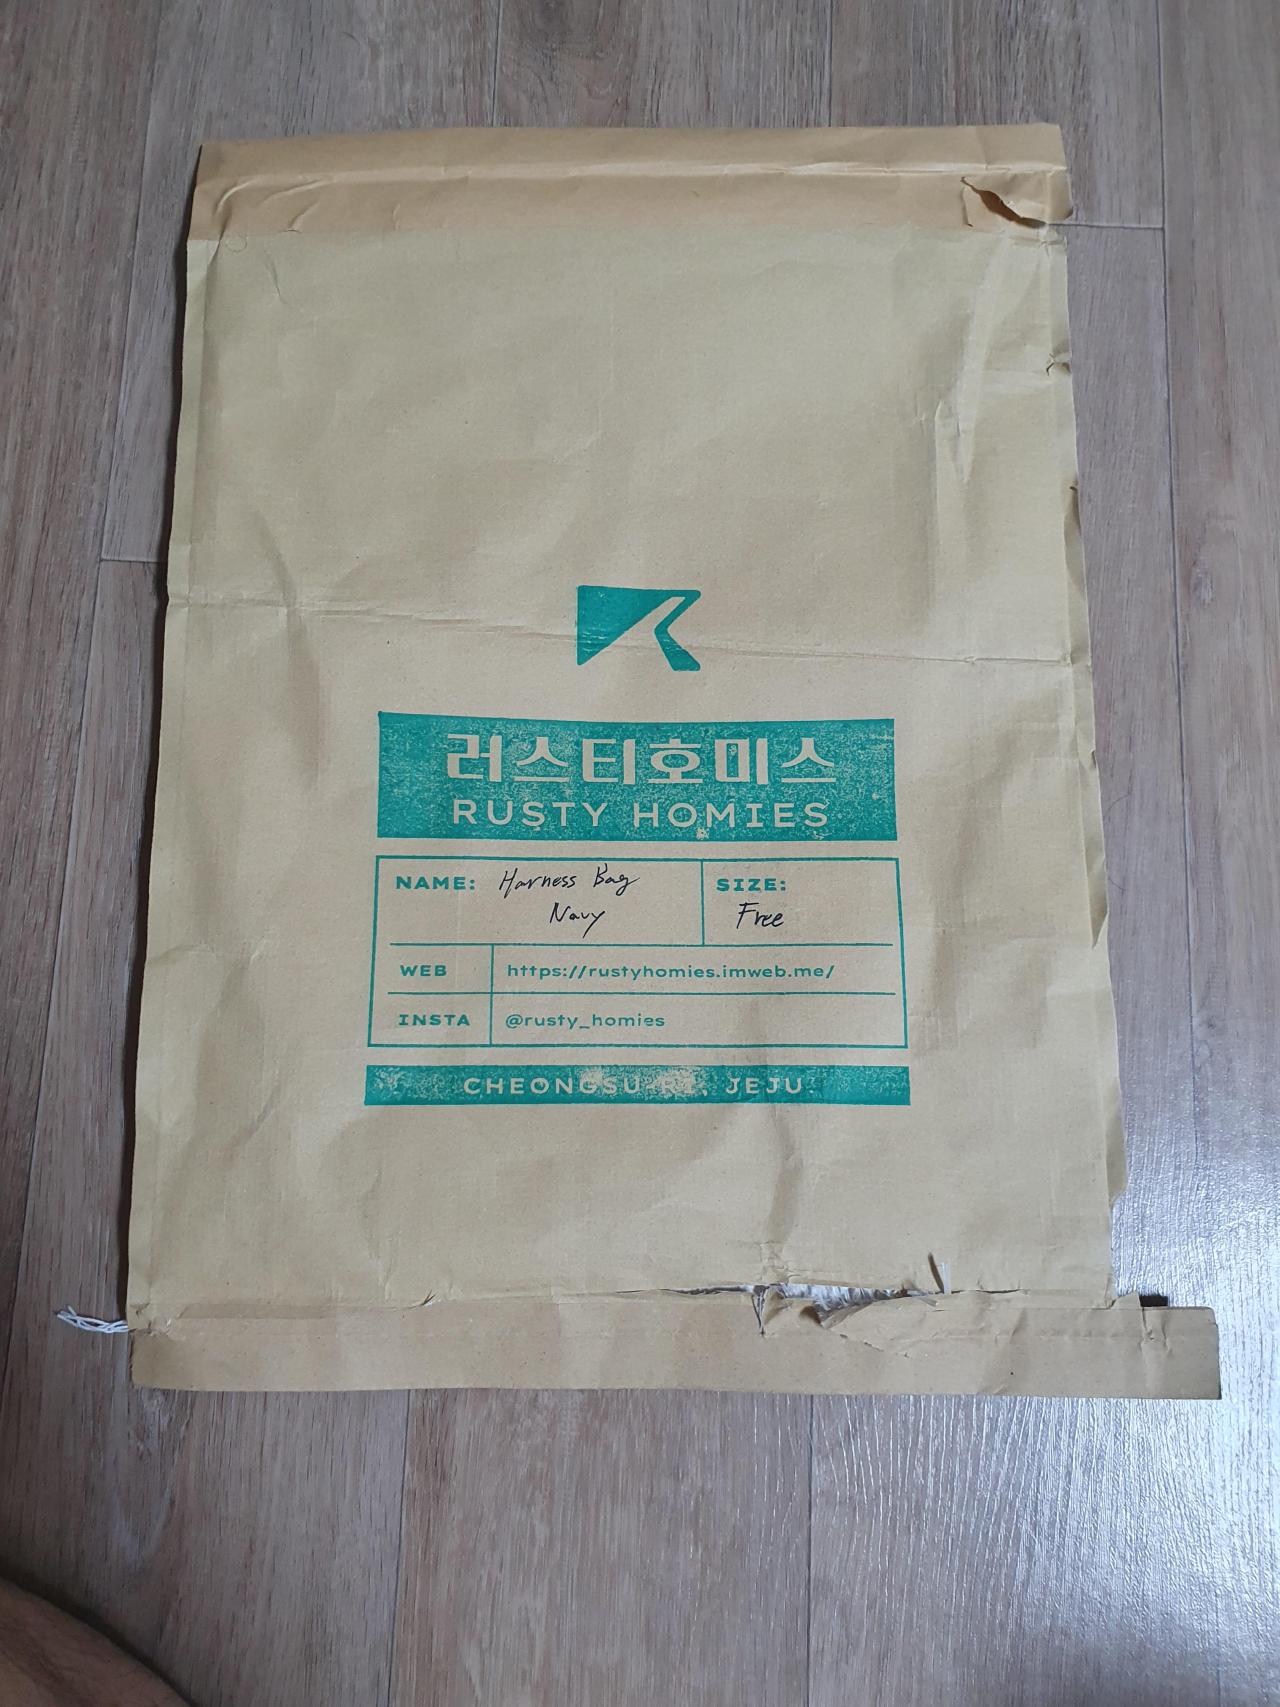 러스티호미스
RUSTY HOMIES
NAME: Harness Bag
Navy
SIZE:
Free
WEB https://rustyhomies.imweb.me/
INSTA @rusty_homies
CHEONGSU-RI, JEJU